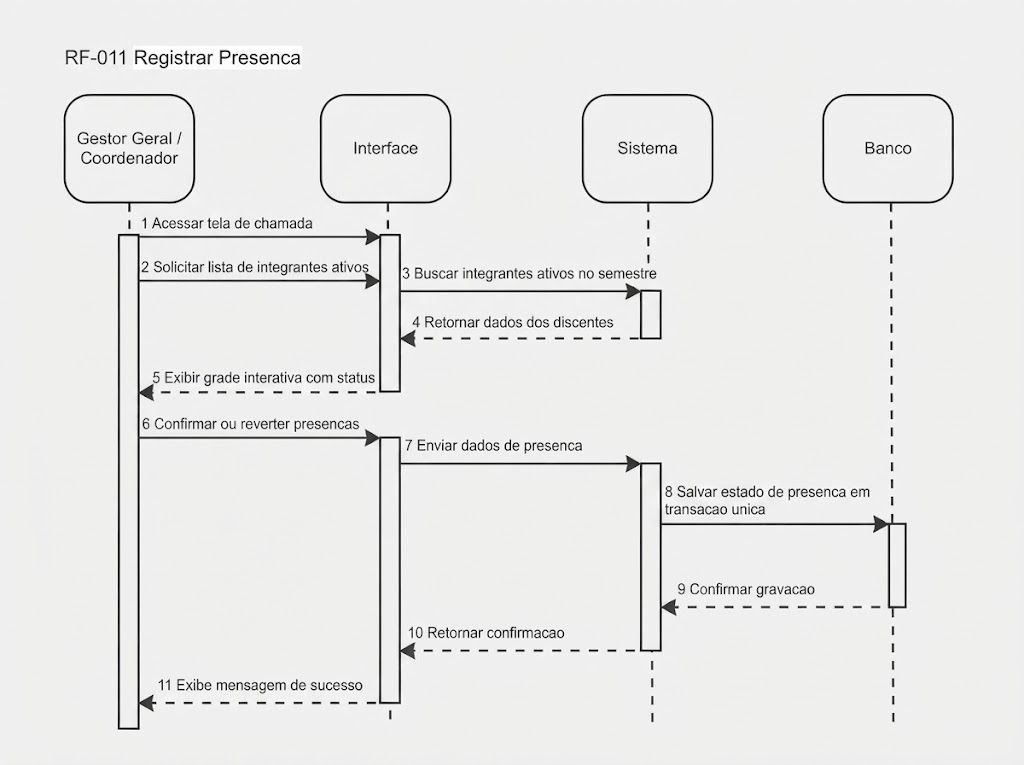 RF-011 Registrar Presenca
Gestor Geral /
Coordenador
Interface
Sistema
Banco
1 Acessar tela de chamada
2 Solicitar lista de integrantes ativos
3 Buscar integrantes ativos no semestre
4 Retornar dados dos discentes
5 Exibir grade interativa com status
6 Confirmar ou reverter presencas
7 Enviar dados de presenca
8 Salvar estado de presenca em
transacao unica
9 Confirmar gravacao
10 Retornar confirmacao
11 Exibe mensagem de sucesso